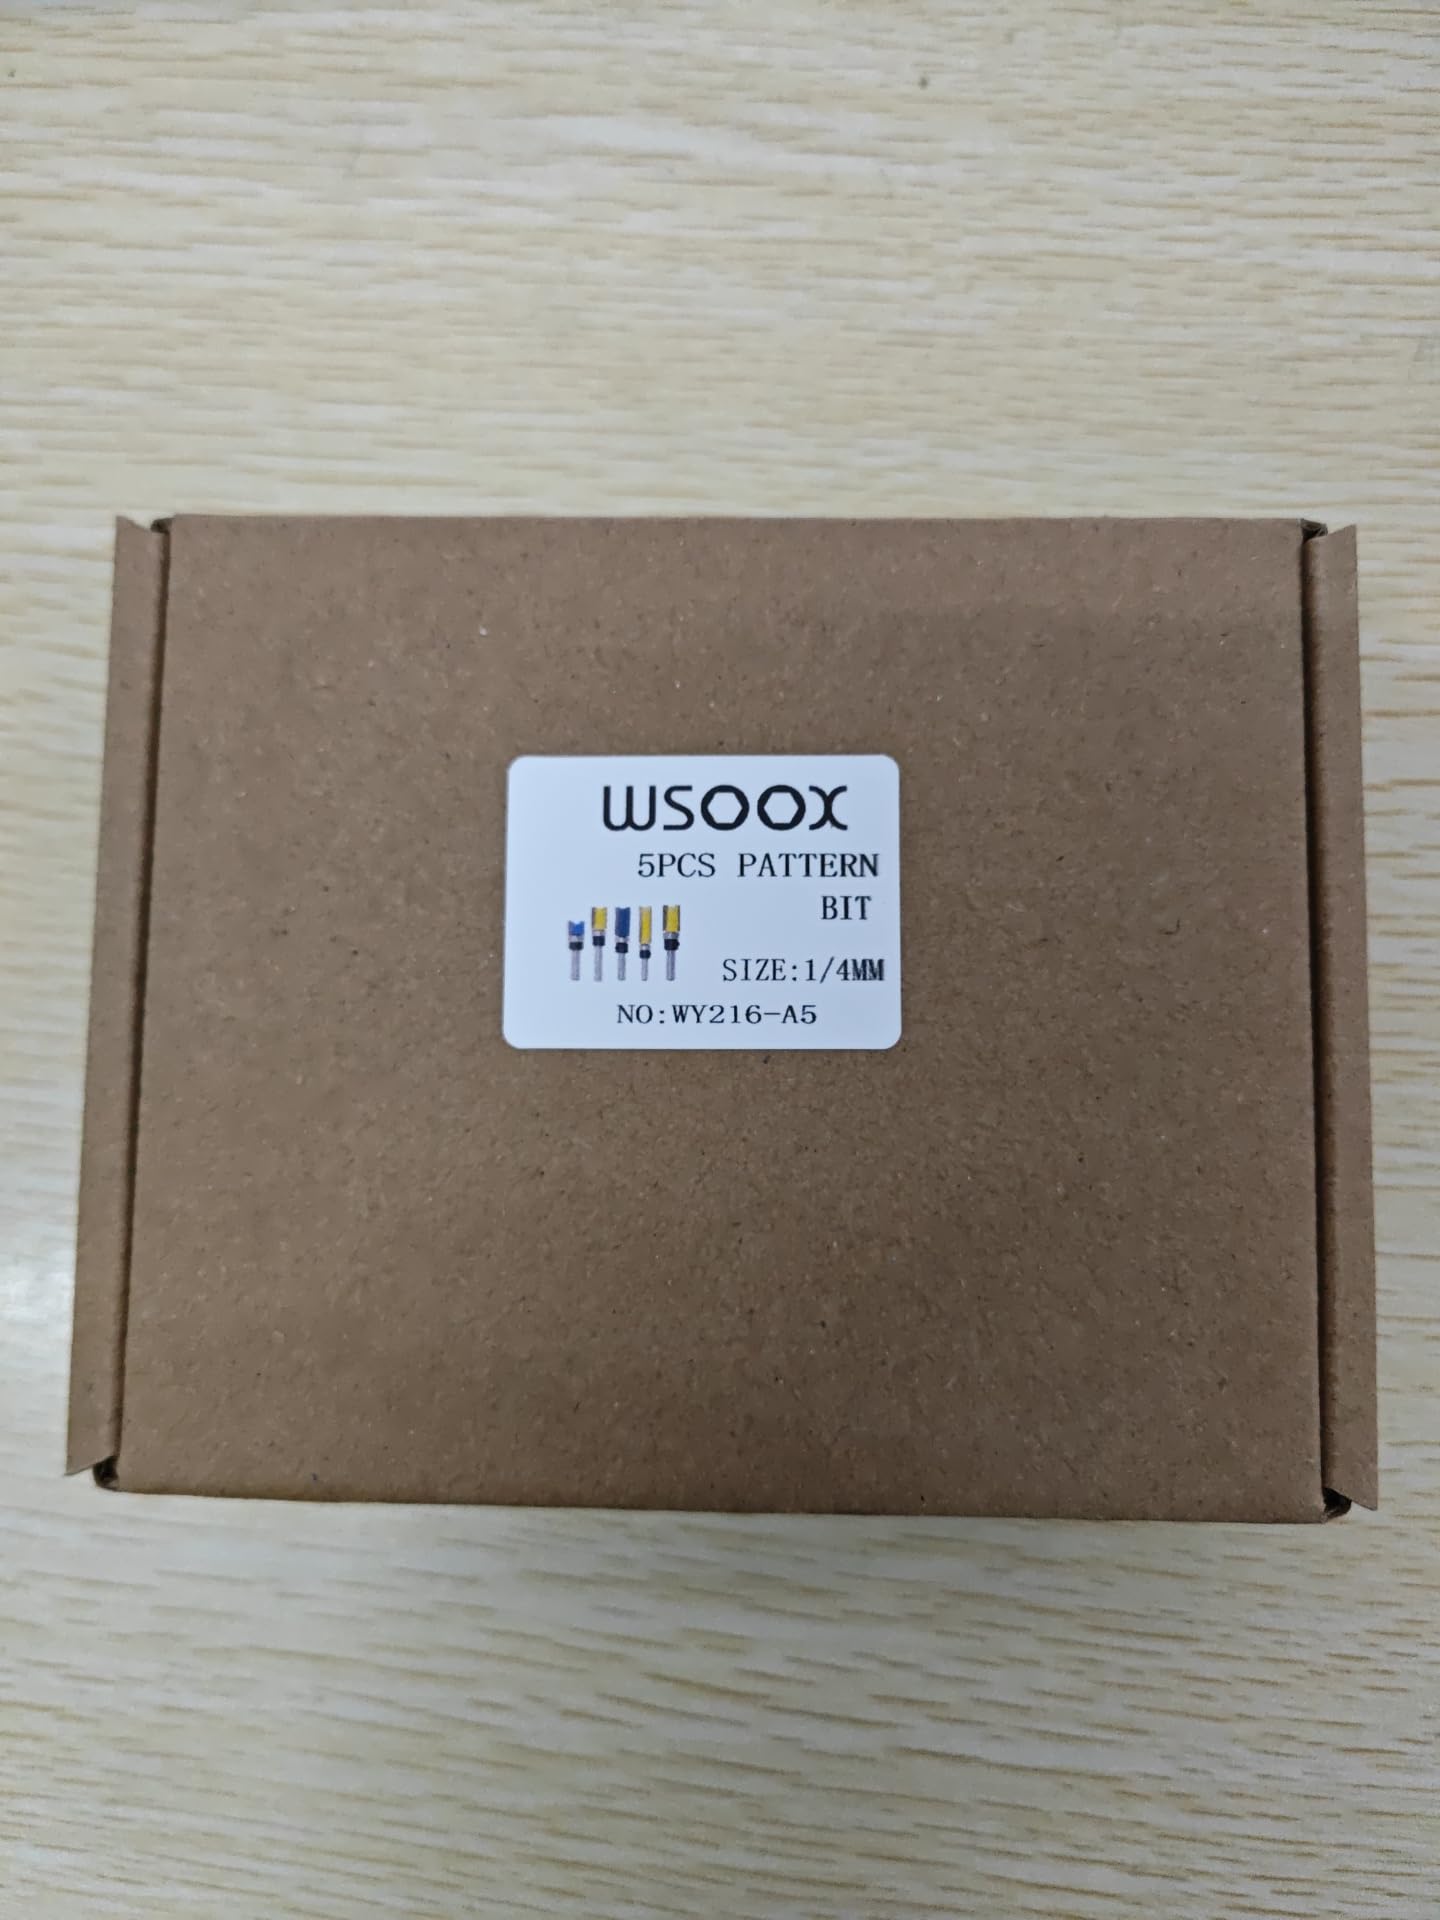 WSOOX
5PCS PATTERN
BIT
SIZE:1/4MM
NO:WY216-A5